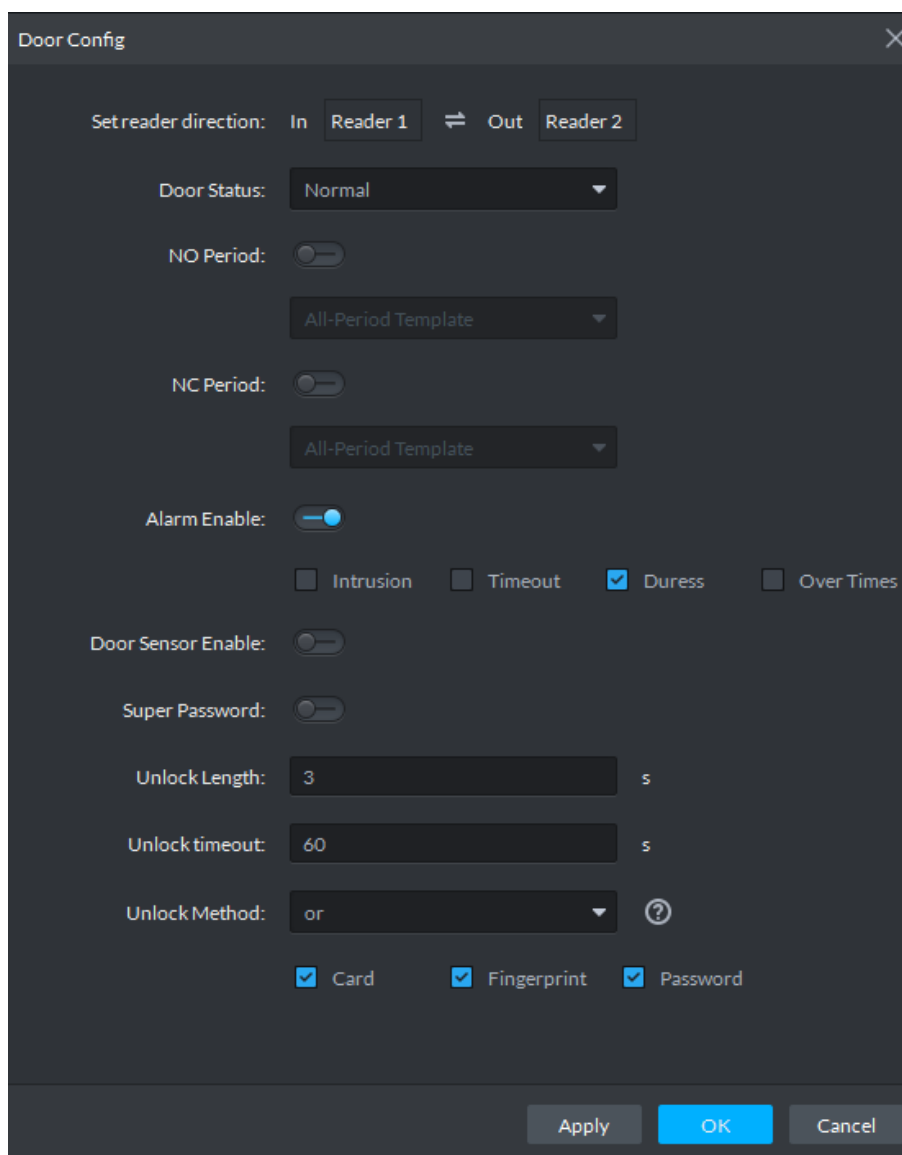 Door Config
Set reader direction: In Reader 1 ⇌ Out Reader 2
Door Status: Normal
NO Period:
All-Period Template
NC Period:
All-Period Template
Alarm Enable:
Intrusion Timeout Duress Over Times
Door Sensor Enable:
Super Password:
Unlock Length: 3 s
Unlock timeout: 60 s
Unlock Method: or ?
Card Fingerprint Password
Apply OK Cancel